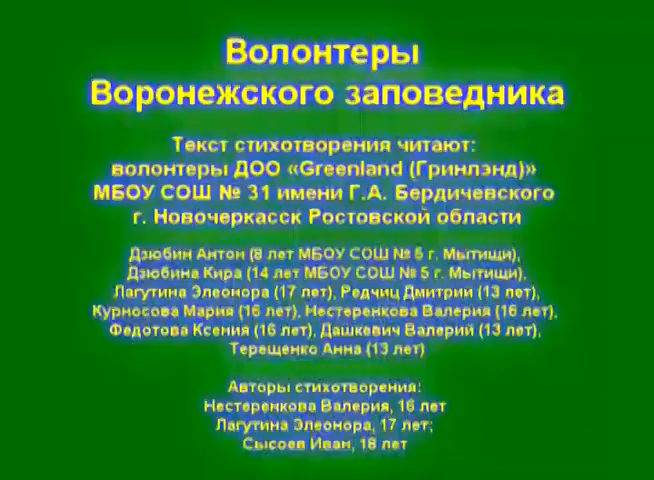 Волонтеры
Воронежского заповедника
Текст стихотворения читают:
волонтеры ДОО «Greenland (Гринлэнд)»
МБОУ СОШ № 31 имени Г.А. Бердичевского
г. Новочеркасск Ростовской области
Дзюбин Антон (8 лет МБОУ СОШ № 5 г. Мытищи),
Дзюбина Кира (14 лет МБОУ СОШ № 5 г. Мытищи),
Лагутина Элеонора (17 лет), Редчиц Дмитрий (13 лет),
Курносова Мария (16 лет), Нестеренкова Валерия (16 лет),
Федотова Ксения (16 лет), Дашкевич Валерий (13 лет),
Терещенко Анна (13 лет)
Авторы стихотворения:
Нестеренкова Валерия, 16 лет
Лагутина Элеонора, 17 лет;
Сысоев Иван, 18 лет